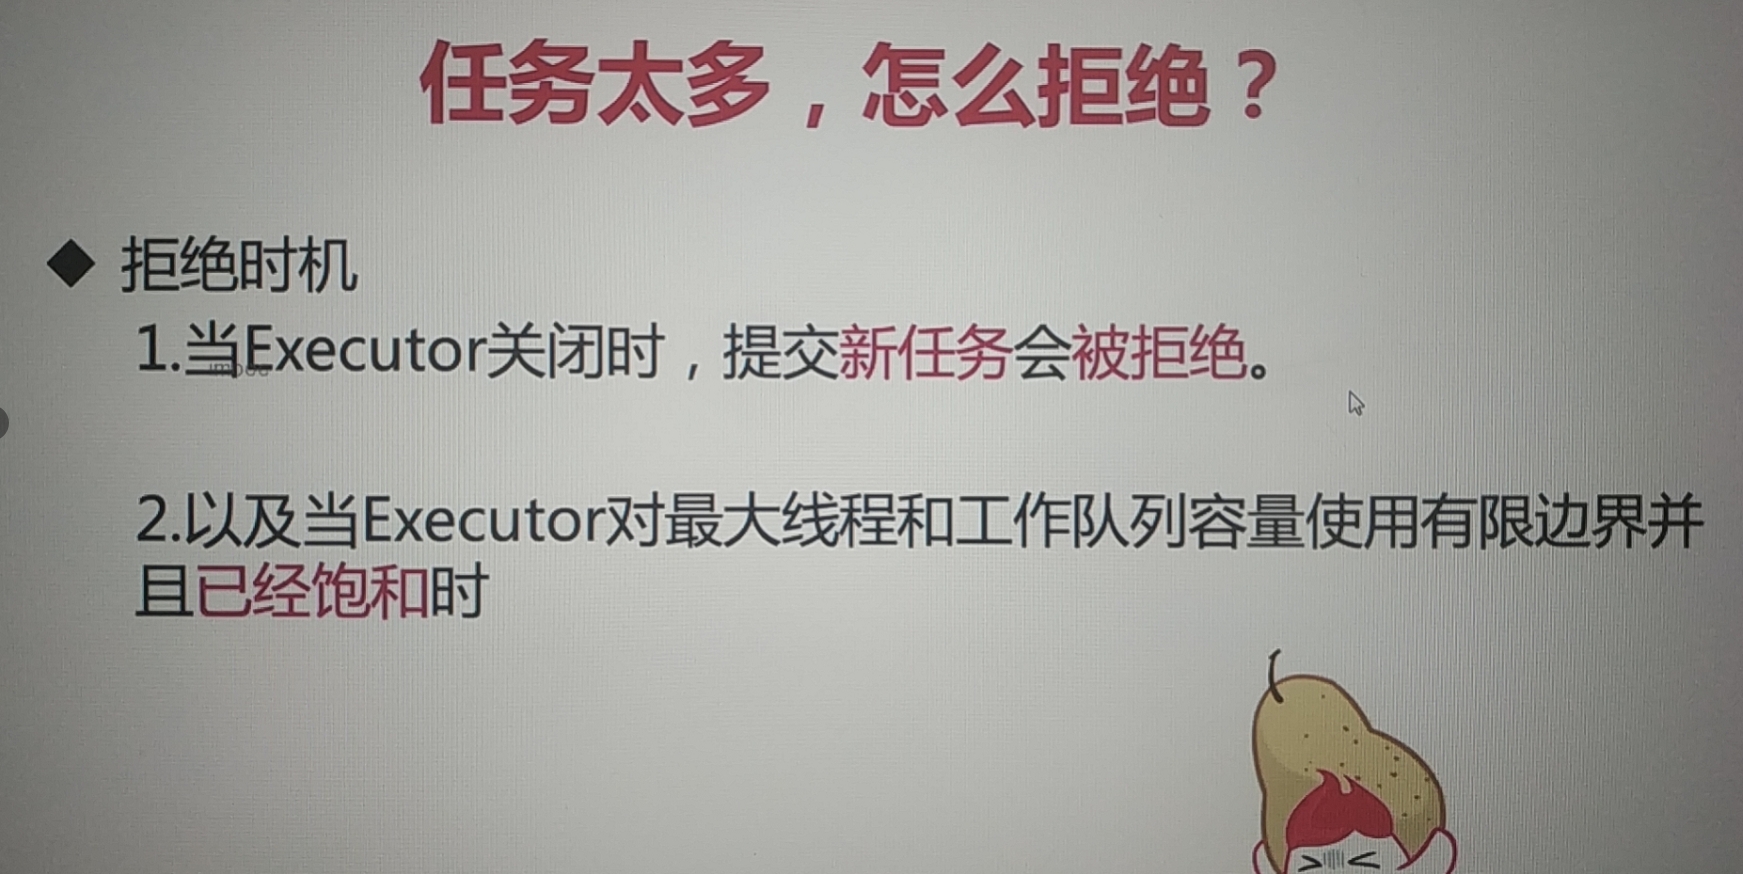 任务太多，怎么拒绝？
◆ 拒绝时机
1.当Executor关闭时，提交新任务会被拒绝。
imooc
2.以及当Executor对最大线程和工作队列容量使用有限边界并
且已经饱和时